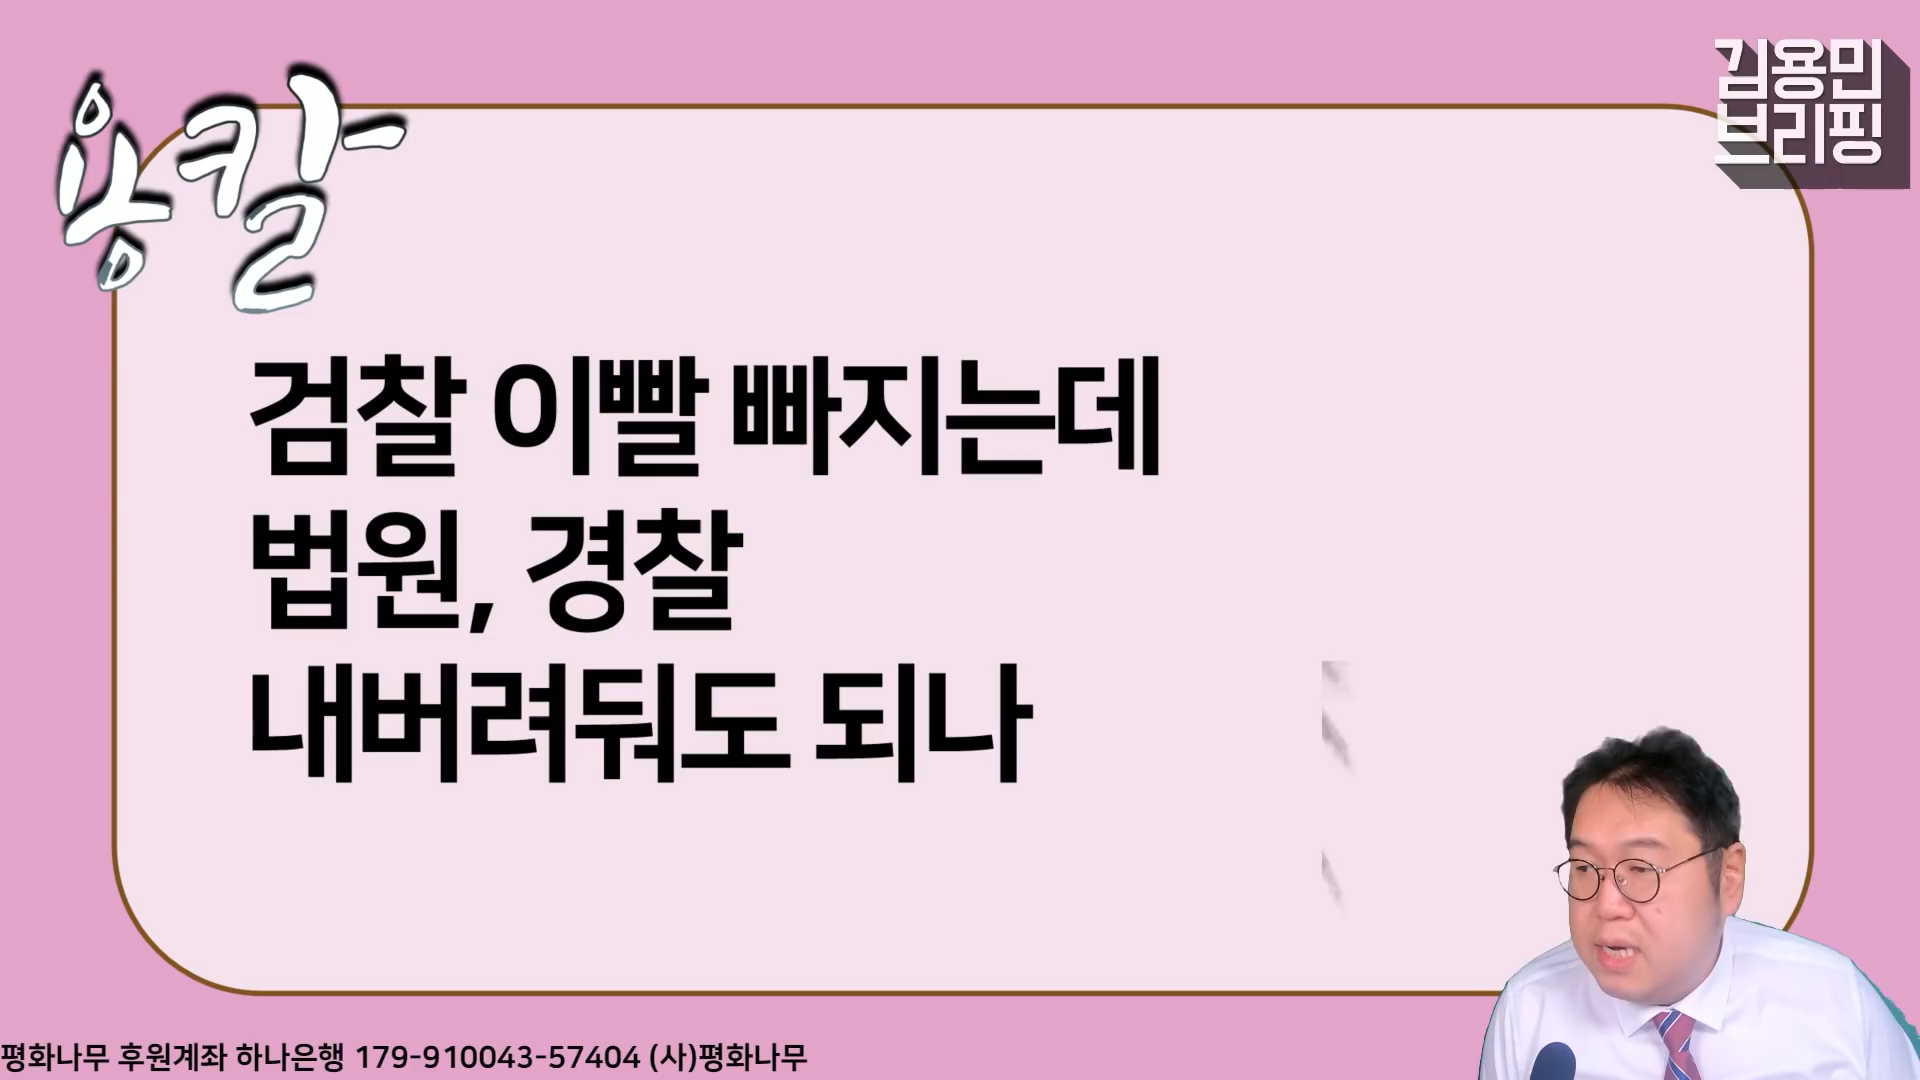 용칼
김용민
브리핑
검찰 이빨 빠지는데
법원, 경찰
내버려둬도 되나
평화나무 후원계좌 하나은행 179-910043-57404 (사)평화나무